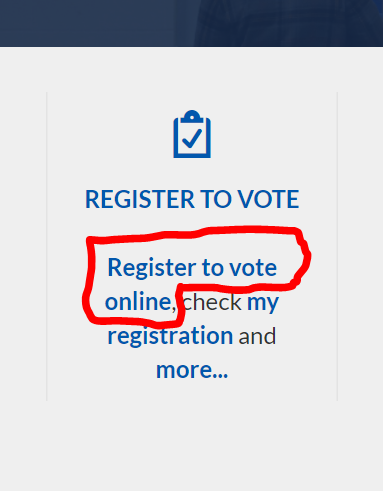 REGISTER TO VOTE
Register to vote
online, check my
registration and
more...